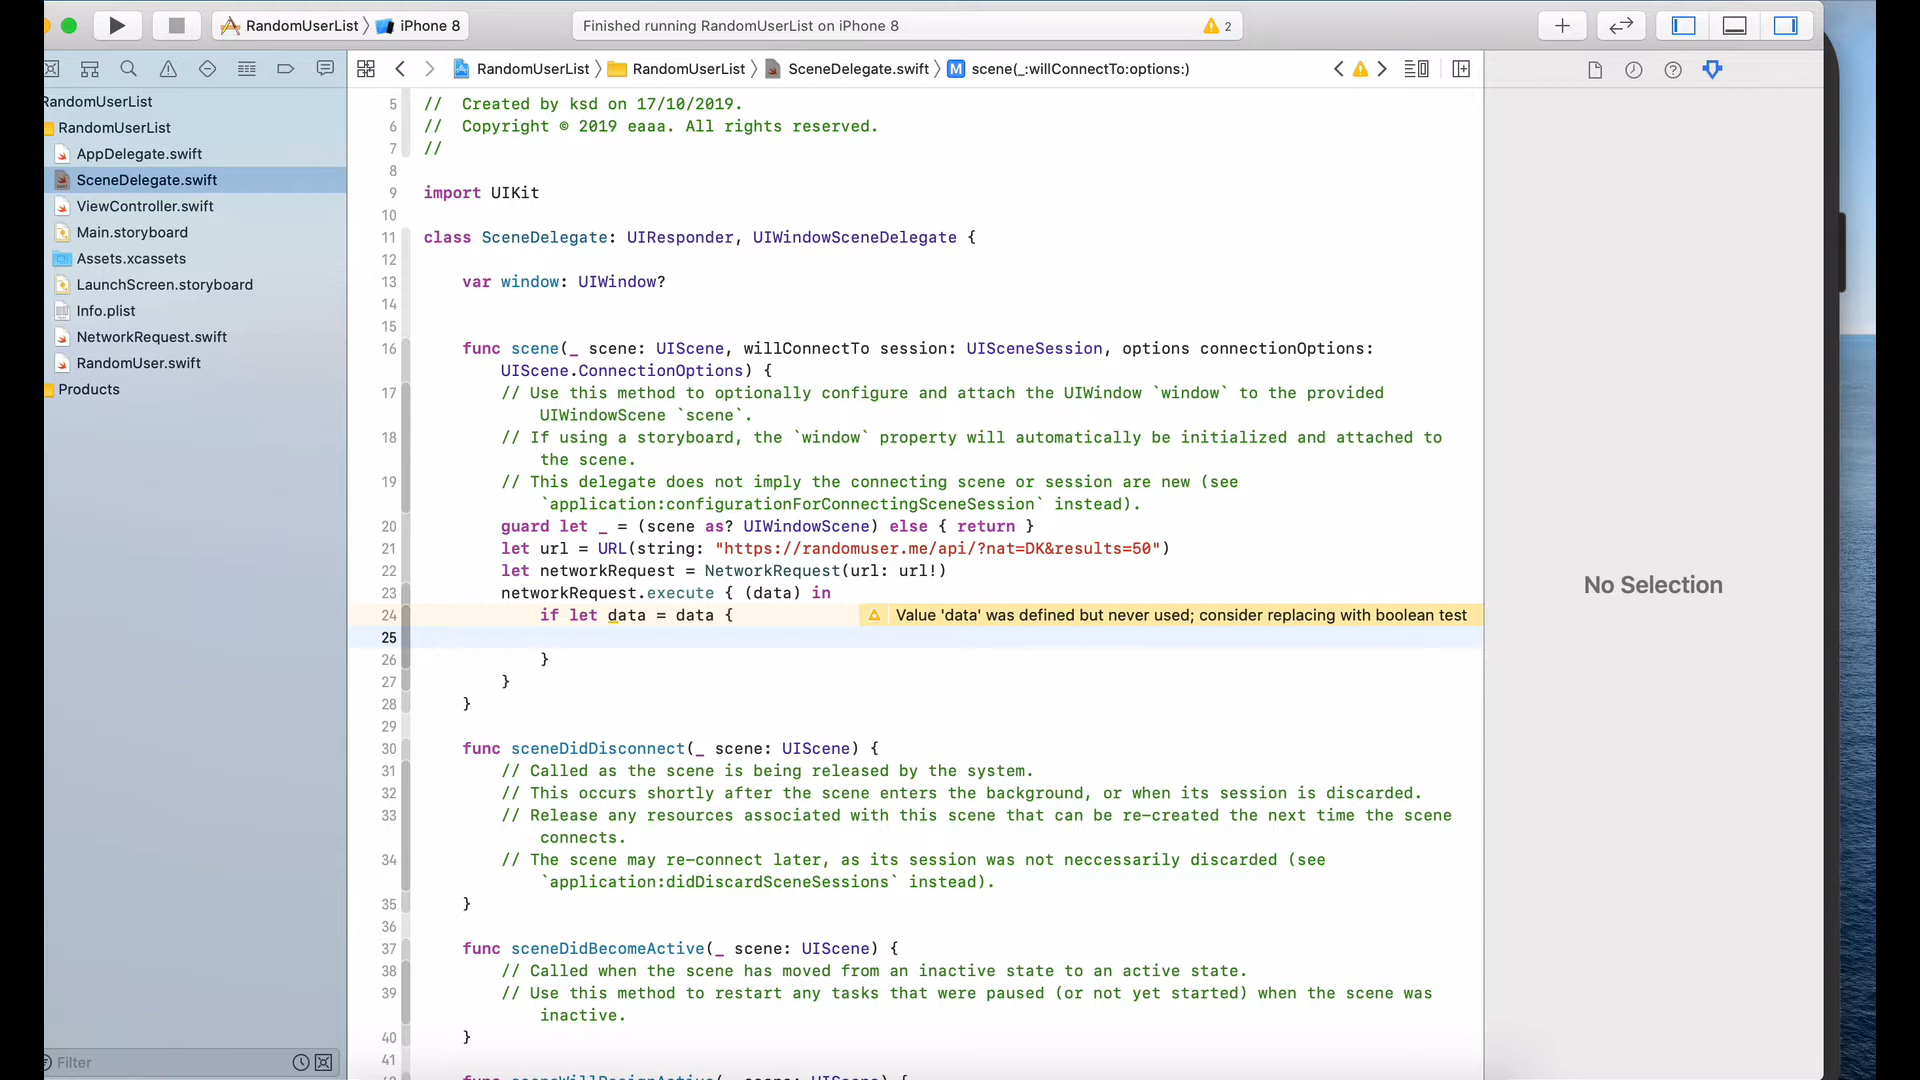 RandomUserList
iPhone 8
Finished running RandomUserList on iPhone 8
2
RandomUserList
RandomUserList
SceneDelegate.swift
M
scene(_:willConnectTo:options:)
RandomUserList
RandomUserList
AppDelegate.swift
SceneDelegate.swift
ViewController.swift
Main.storyboard
Assets.xcassets
LaunchScreen.storyboard
Info.plist
NetworkRequest.swift
RandomUser.swift
Products
Filter
5 //  Created by ksd on 17/10/2019.
6 //  Copyright © 2019 eaaa. All rights reserved.
7 //
8
9 import UIKit
10
11 class SceneDelegate: UIResponder, UIWindowSceneDelegate {
12
13 var window: UIWindow?
14
15
16 func scene(_ scene: UIScene, willConnectTo session: UISceneSession, options connectionOptions:
UIScene.ConnectionOptions) {
17 // Use this method to optionally configure and attach the UIWindow `window` to the provided
UIWindowScene `scene`.
18 // If using a storyboard, the `window` property will automatically be initialized and attached to
the scene.
19 // This delegate does not imply the connecting scene or session are new (see
`application:configurationForConnectingSceneSession` instead).
20 guard let _ = (scene as? UIWindowScene) else { return }
21 let url = URL(string: "https://randomuser.me/api/?nat=DK&results=50")
22 let networkRequest = NetworkRequest(url: url!)
23 networkRequest.execute { (data) in
24 if let data = data {
Value 'data' was defined but never used; consider replacing with boolean test
25
26 }
27 }
28 }
29
30 func sceneDidDisconnect(_ scene: UIScene) {
31 // Called as the scene is being released by the system.
32 // This occurs shortly after the scene enters the background, or when its session is discarded.
33 // Release any resources associated with this scene that can be re-created the next time the scene
connects.
34 // The scene may re-connect later, as its session was not neccessarily discarded (see
`application:didDiscardSceneSessions` instead).
35 }
36
37 func sceneDidBecomeActive(_ scene: UIScene) {
38 // Called when the scene has moved from an inactive state to an active state.
39 // Use this method to restart any tasks that were paused (or not yet started) when the scene was
inactive.
40 }
41
func sceneWillResignActive(_ scene: UIScene) {
No Selection